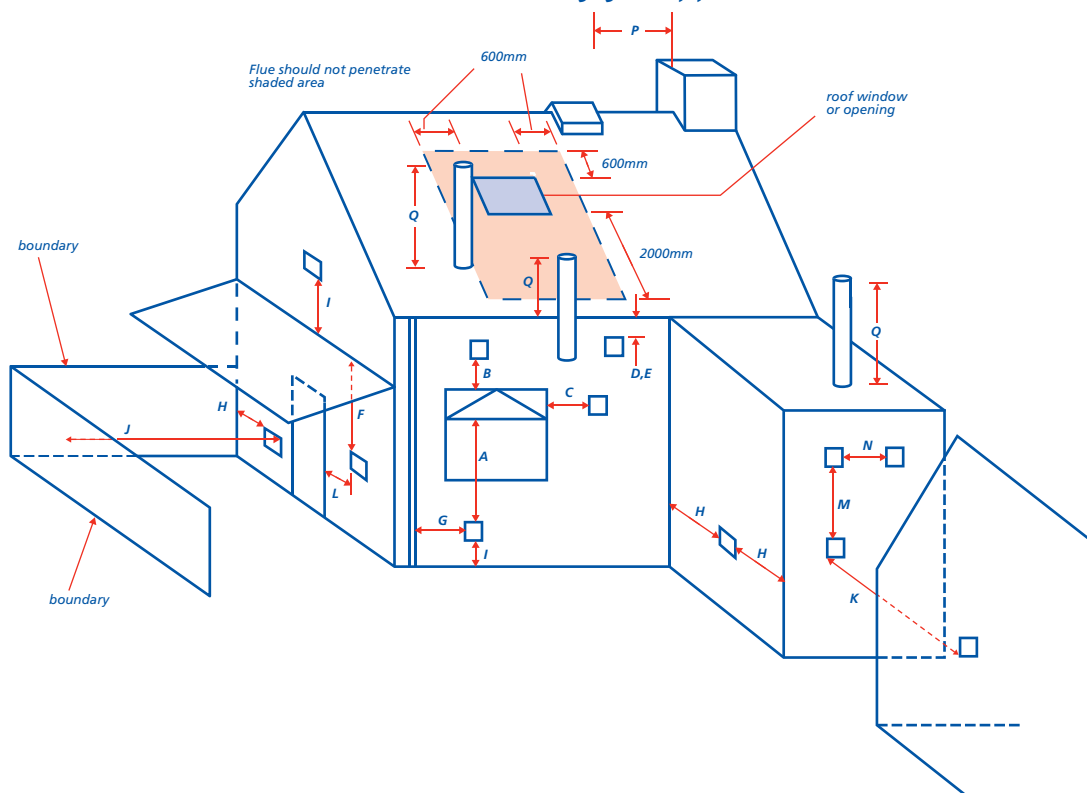 P
600mm
Flue should not penetrate
shaded area
roof window
or opening
600mm
Q
2000mm
boundary
I
Q
Q
B
D,E
C
H
F
J
A
N
L
M
G
H
I
H
K
boundary